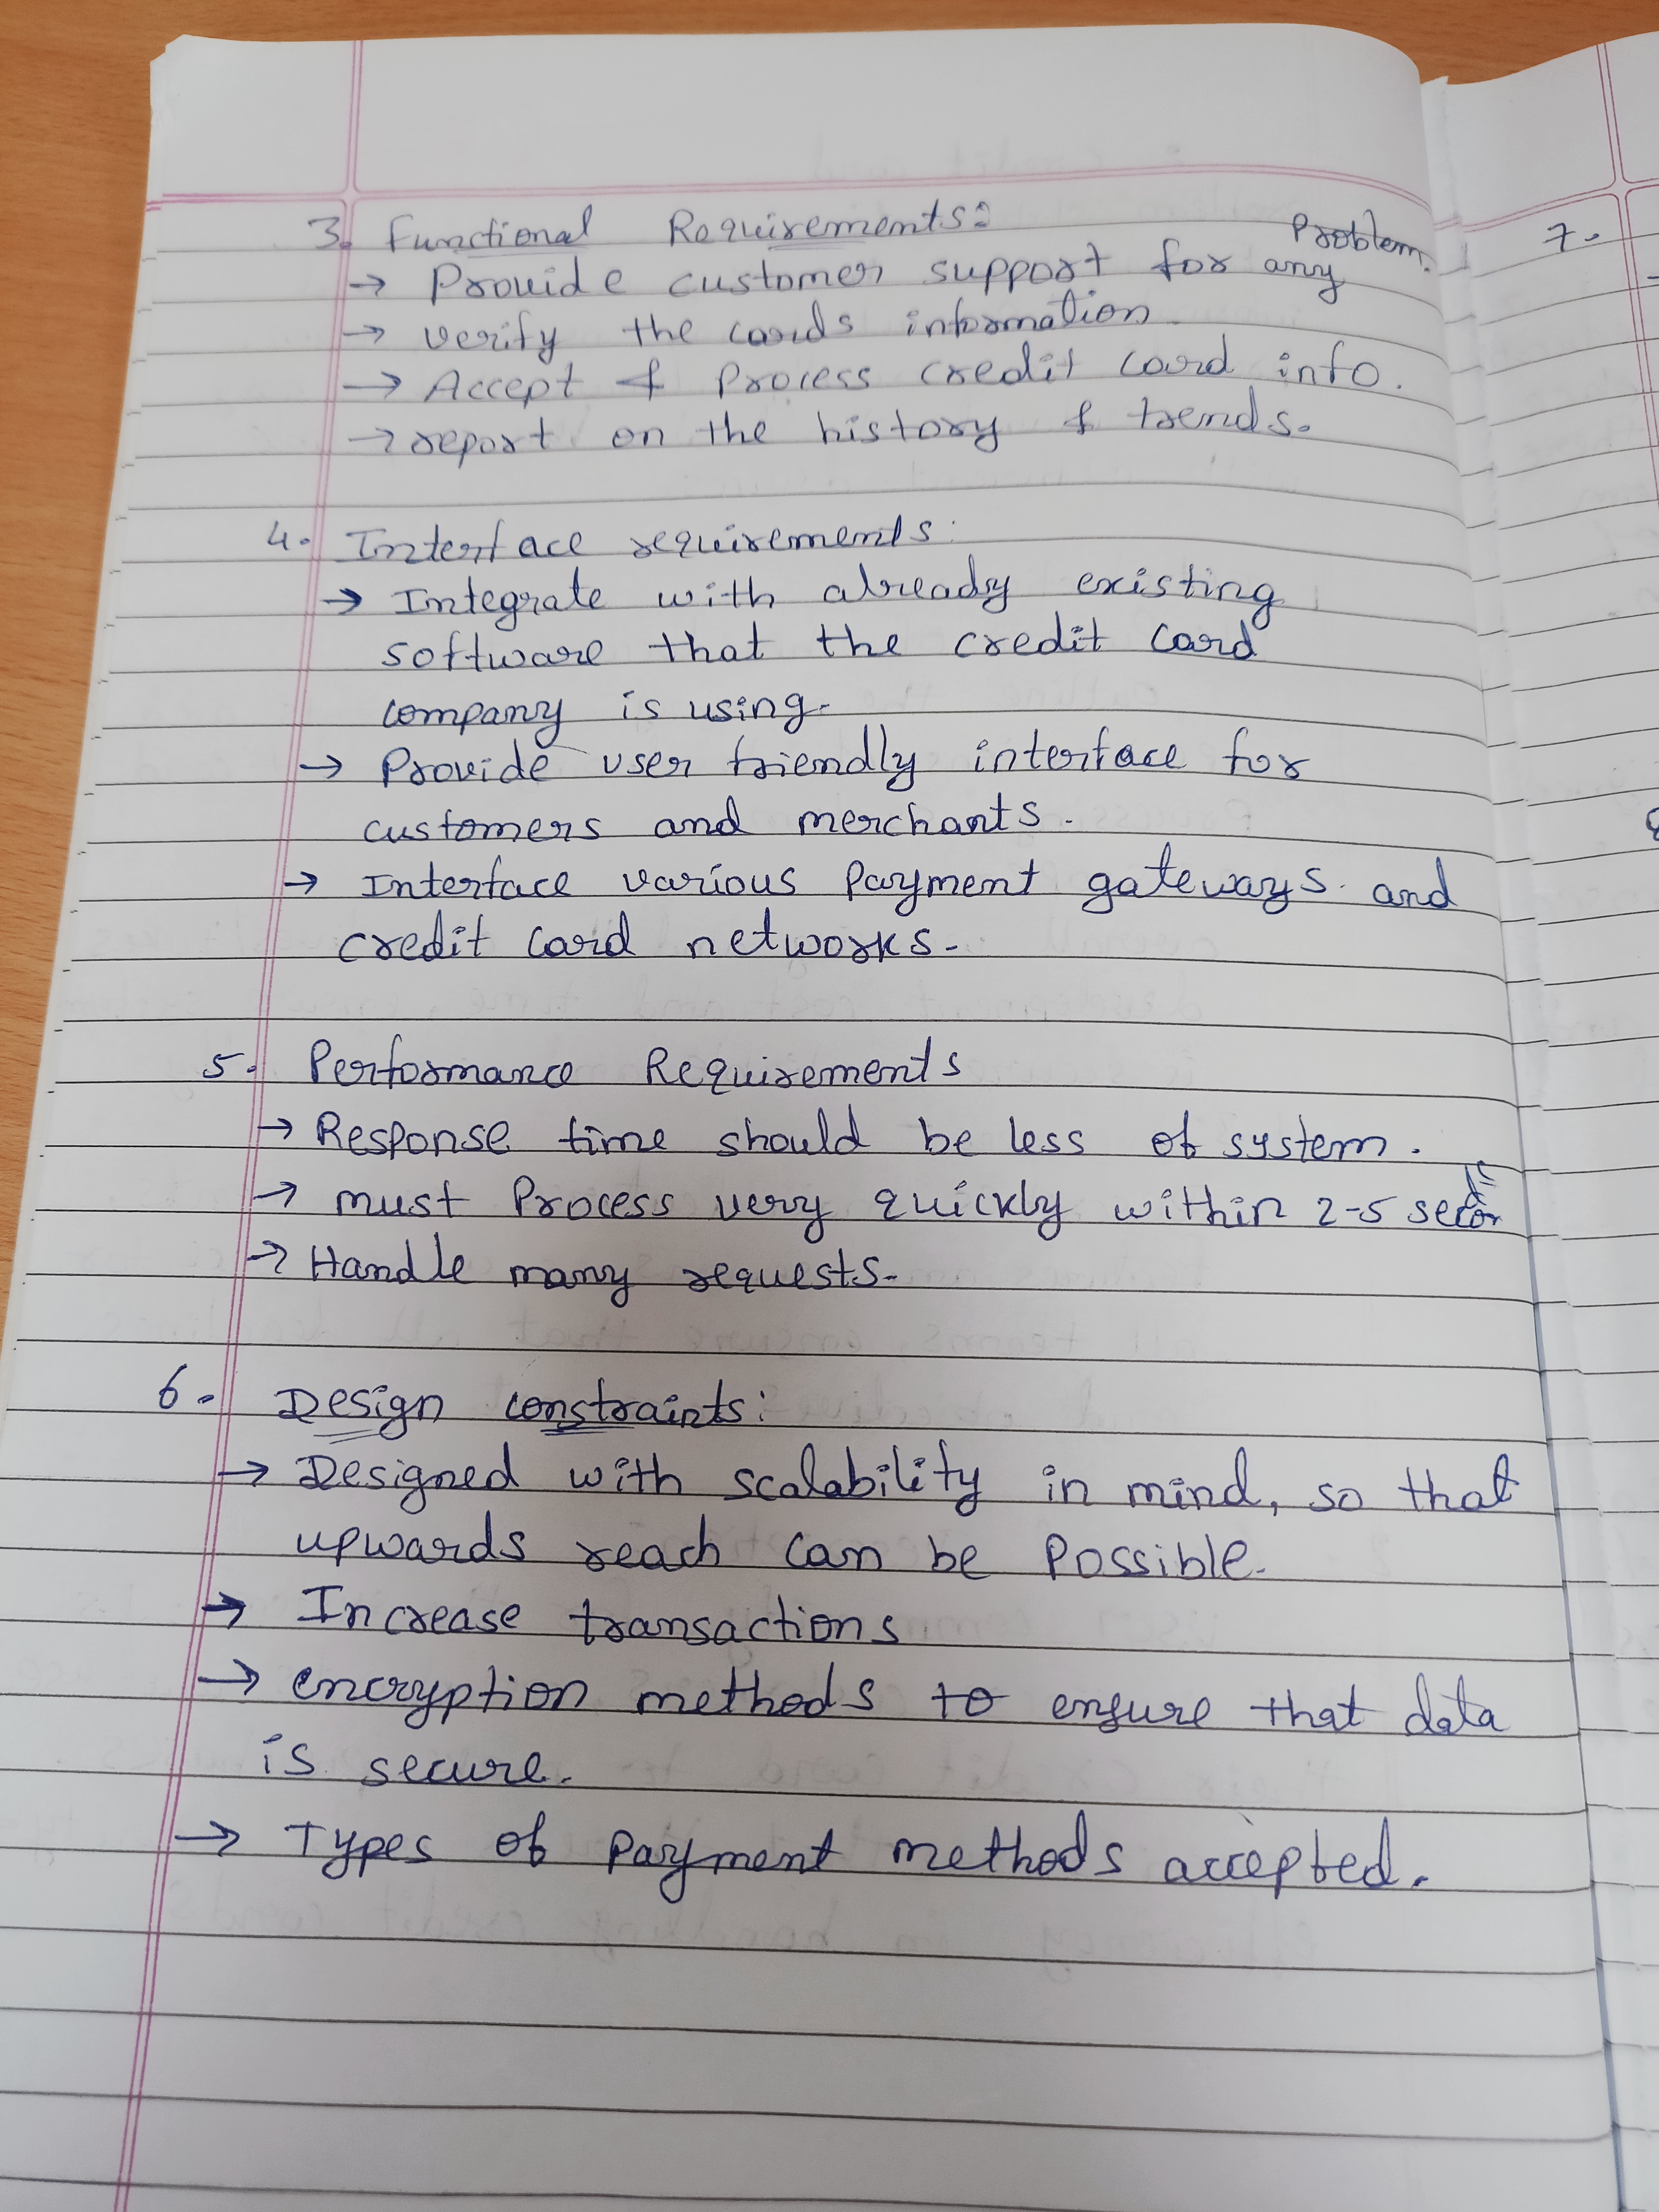 3. Functional Requirements:
→ Provide customer support for any Problem.
→ verify the cards information
→ Accept & Process credit card info.
→ report on the history & trends.
4. Interface requirements:
→ Integrate with already existing
software that the credit card
company is using.
→ Provide user friendly interface for
customers and merchants.
→ Interface various Payment gateways and
credit card networks.
5. Performance Requirements
→ Response time should be less of system.
→ must Process very quickly within 2-5 secon
→ Handle many requests.
6. Design constraints:
→ Designed with scalability in mind, so that
upwards reach can be Possible.
→ Increase transactions
→ encryption methods to ensure that data
is secure.
→ Types of Payment methods accepted.
7.